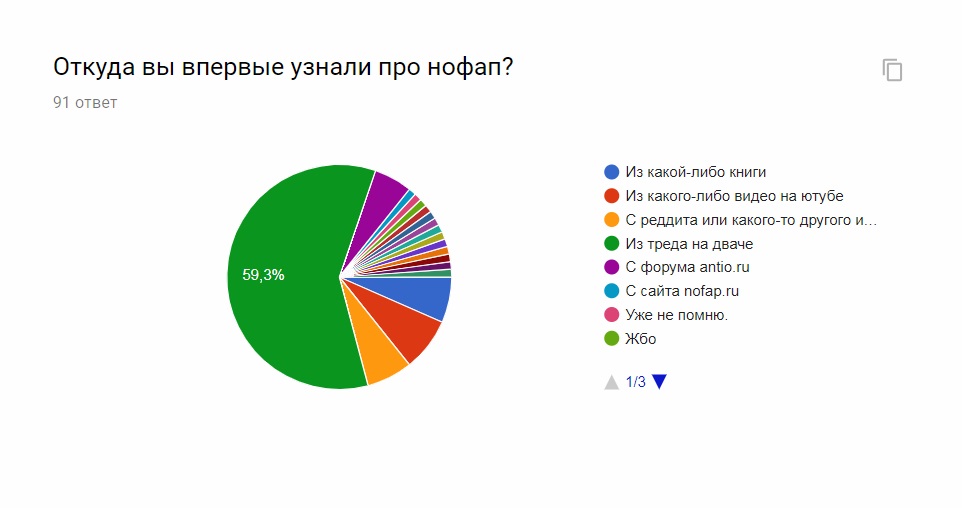 Откуда вы впервые узнали про нофап?
91 ответ
59,3%
Из какой-либо книги
Из какого-либо видео на ютубе
С реддита или какого-то другого и...
Из треда на дваче
С форума antio.ru
С сайта nofap.ru
Уже не помню.
Жбо
1/3